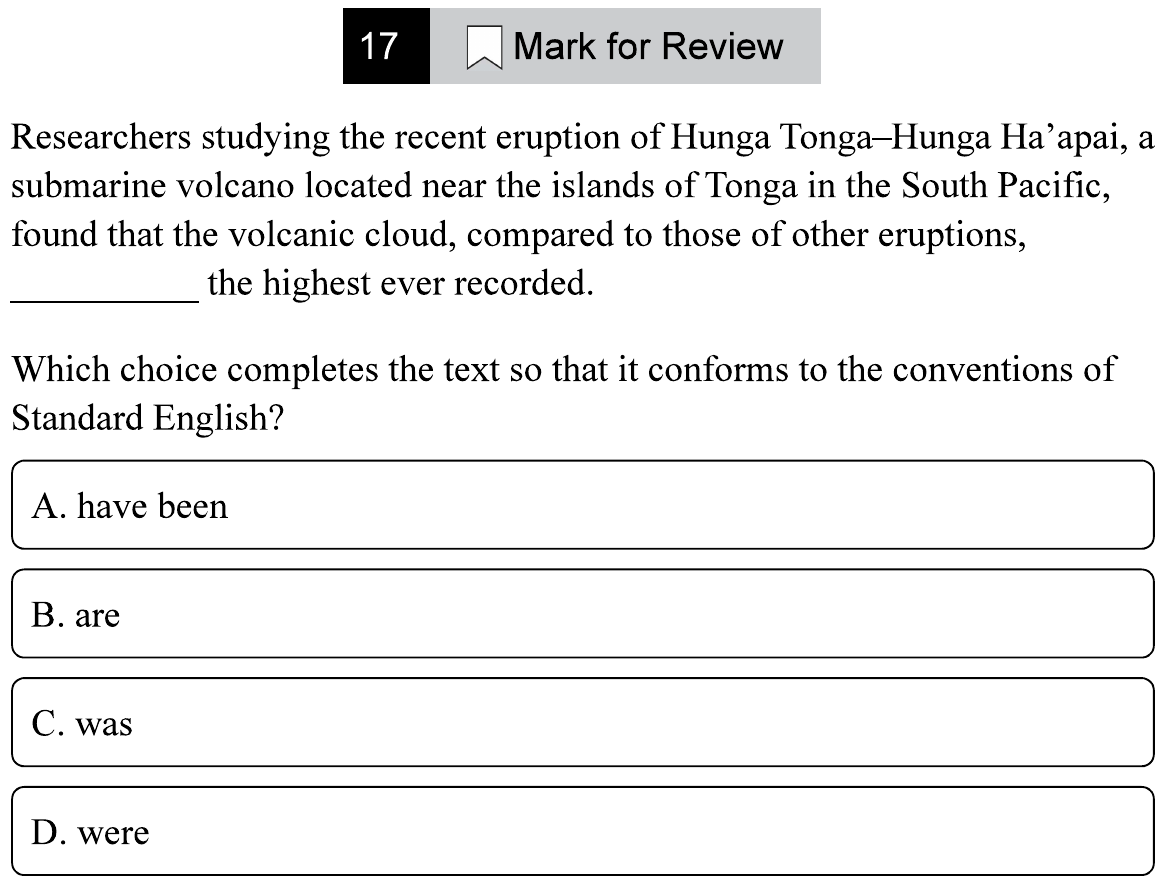 17 Mark for Review
Researchers studying the recent eruption of Hunga Tonga–Hunga Ha’apai, a
submarine volcano located near the islands of Tonga in the South Pacific,
found that the volcanic cloud, compared to those of other eruptions,
__________ the highest ever recorded.
Which choice completes the text so that it conforms to the conventions of
Standard English?
A. have been
B. are
C. was
D. were